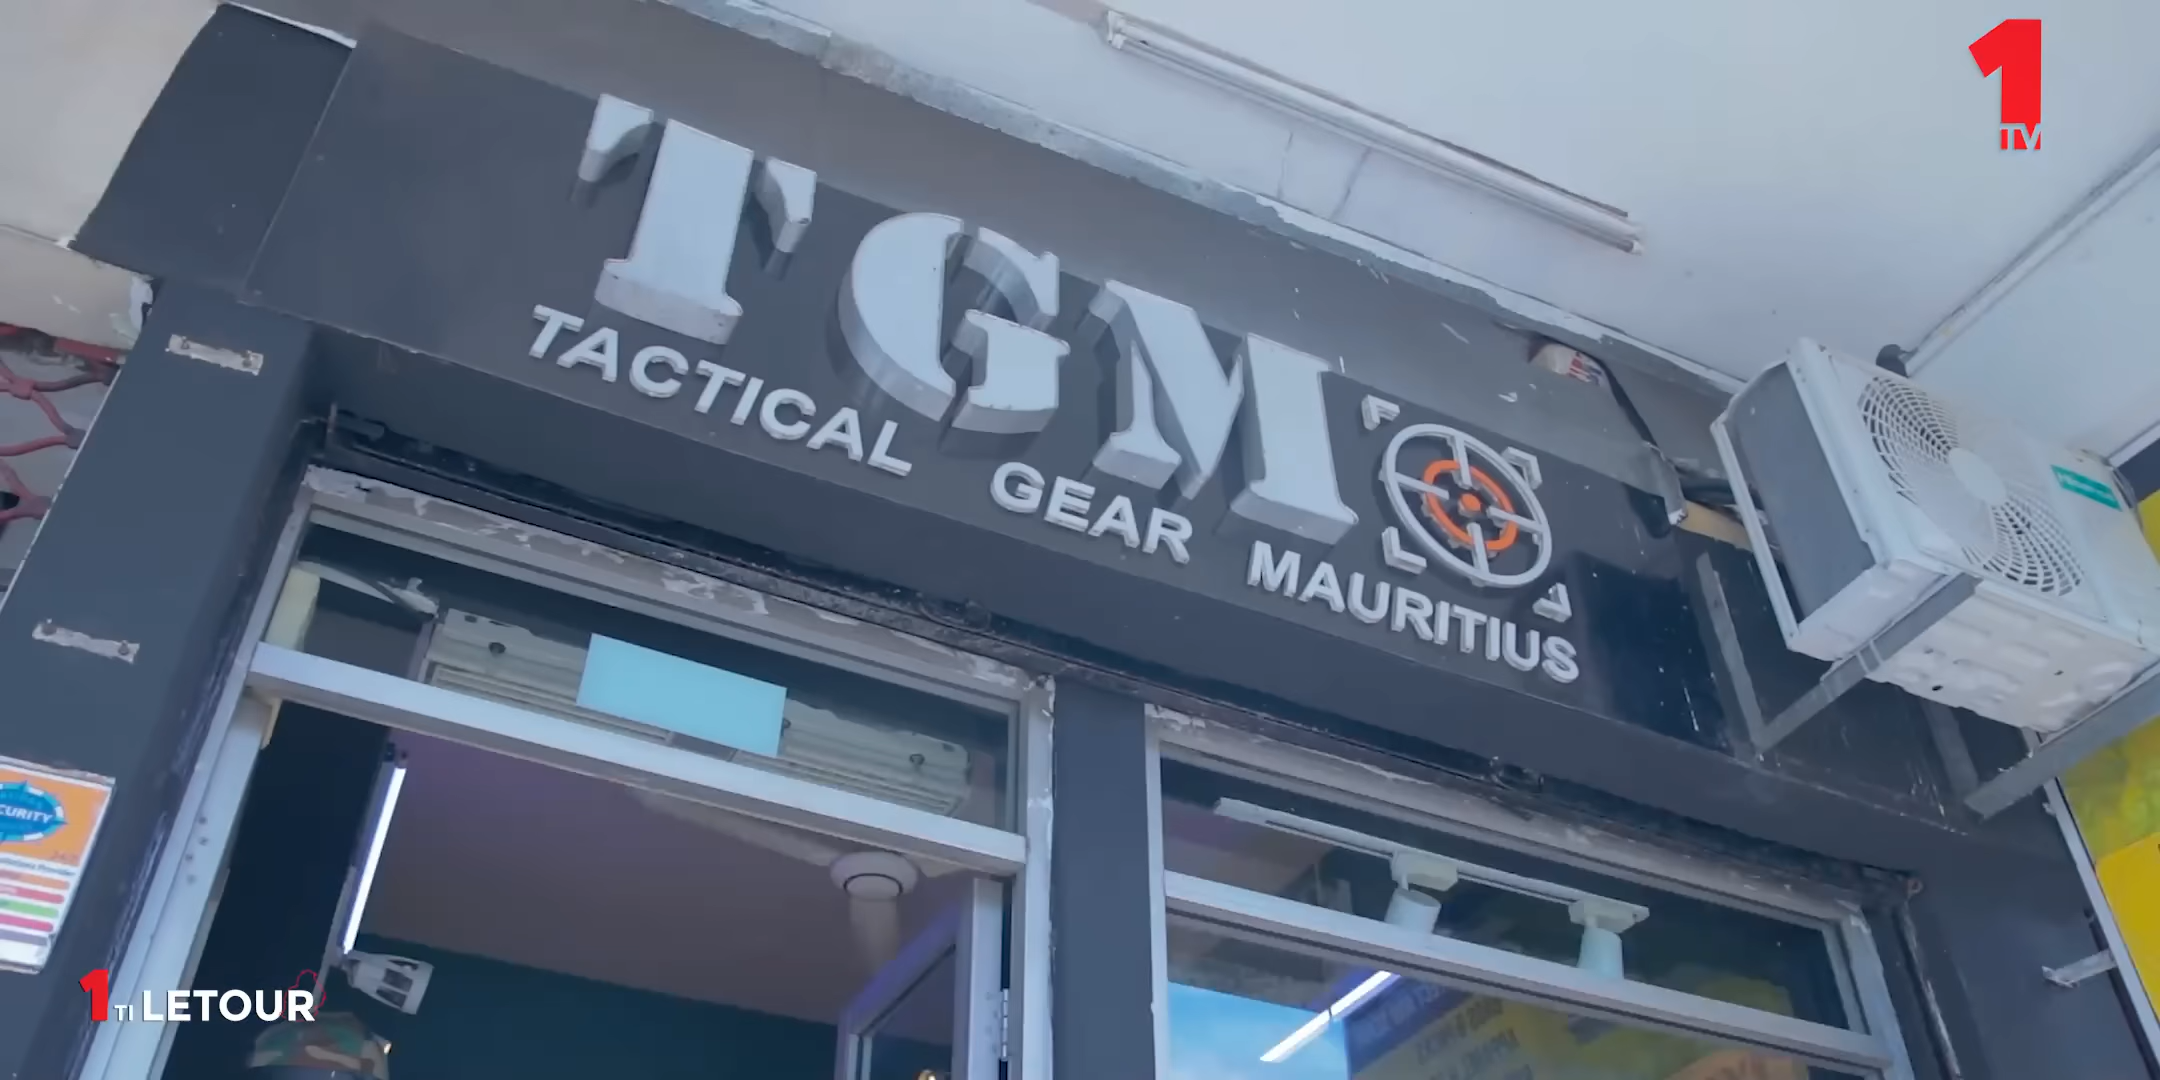 1
TV
TGM
TACTICAL GEAR MAURITIUS
CURITY
1 TI LETOUR